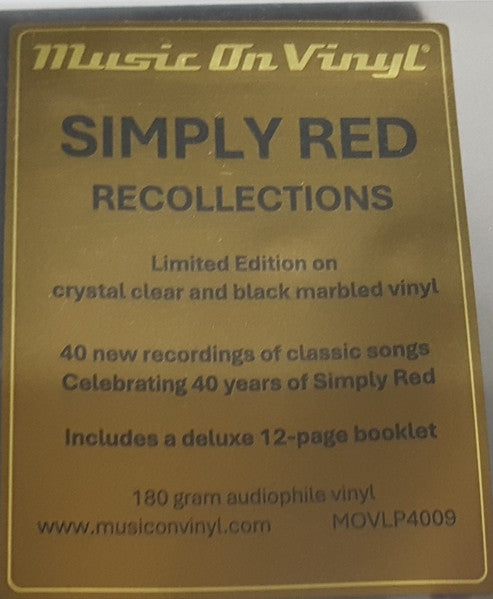 Music On Vinyl®
SIMPLY RED
RECOLLECTIONS
Limited Edition on
crystal clear and black marbled vinyl
40 new recordings of classic songs
Celebrating 40 years of Simply Red
Includes a deluxe 12-page booklet
180 gram audiophile vinyl
www.musiconvinyl.com MOVLP4009